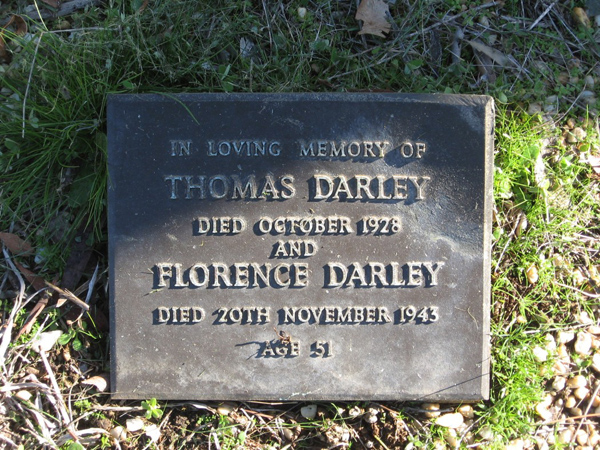 IN LOVING MEMORY OF
THOMAS DARLEY
DIED OCTOBER 1928
AND
FLORENCE DARLEY
DIED 20TH NOVEMBER 1943
AGE 51